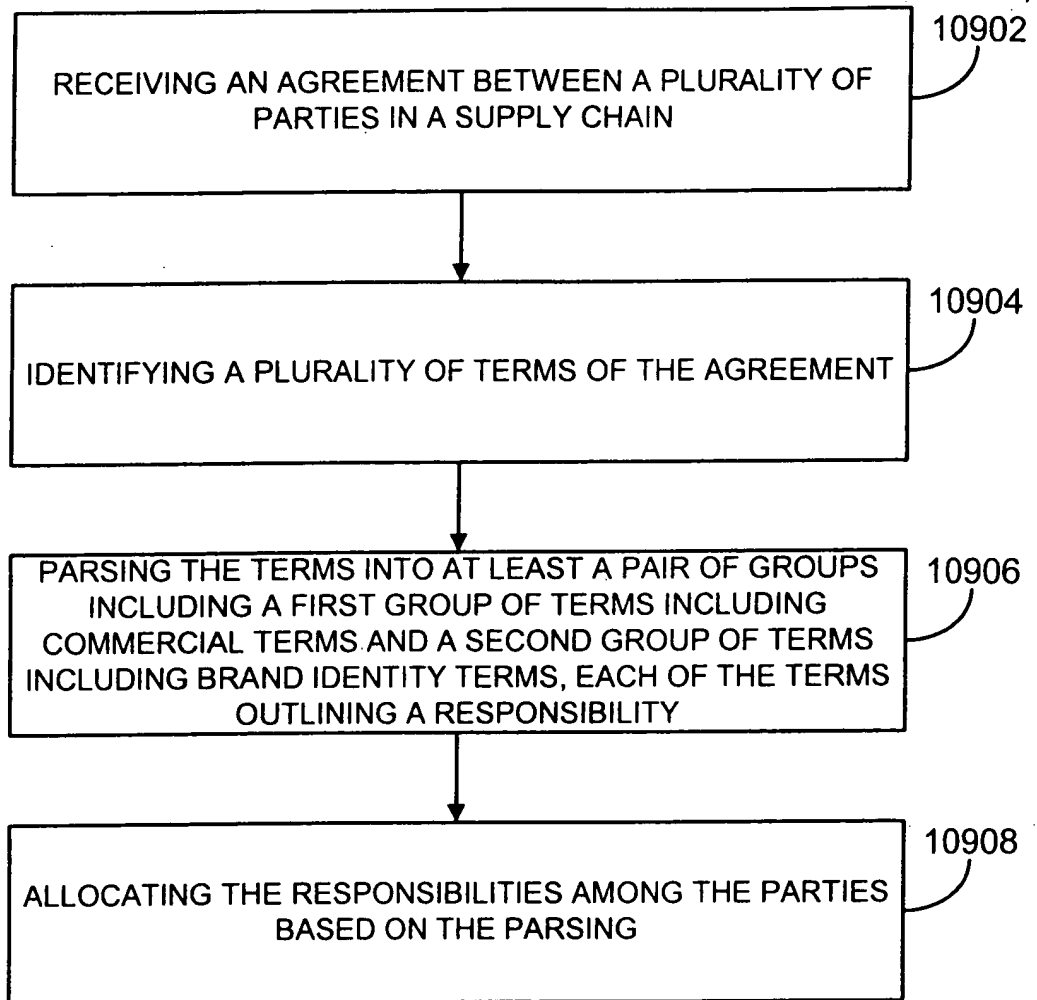 10902
RECEIVING AN AGREEMENT BETWEEN A PLURALITY OF
PARTIES IN A SUPPLY CHAIN
10904
IDENTIFYING A PLURALITY OF TERMS OF THE AGREEMENT
10906
PARSING THE TERMS INTO AT LEAST A PAIR OF GROUPS
INCLUDING A FIRST GROUP OF TERMS INCLUDING
COMMERCIAL TERMS AND A SECOND GROUP OF TERMS
INCLUDING BRAND IDENTITY TERMS, EACH OF THE TERMS
OUTLINING A RESPONSIBILITY
10908
ALLOCATING THE RESPONSIBILITIES AMONG THE PARTIES
BASED ON THE PARSING